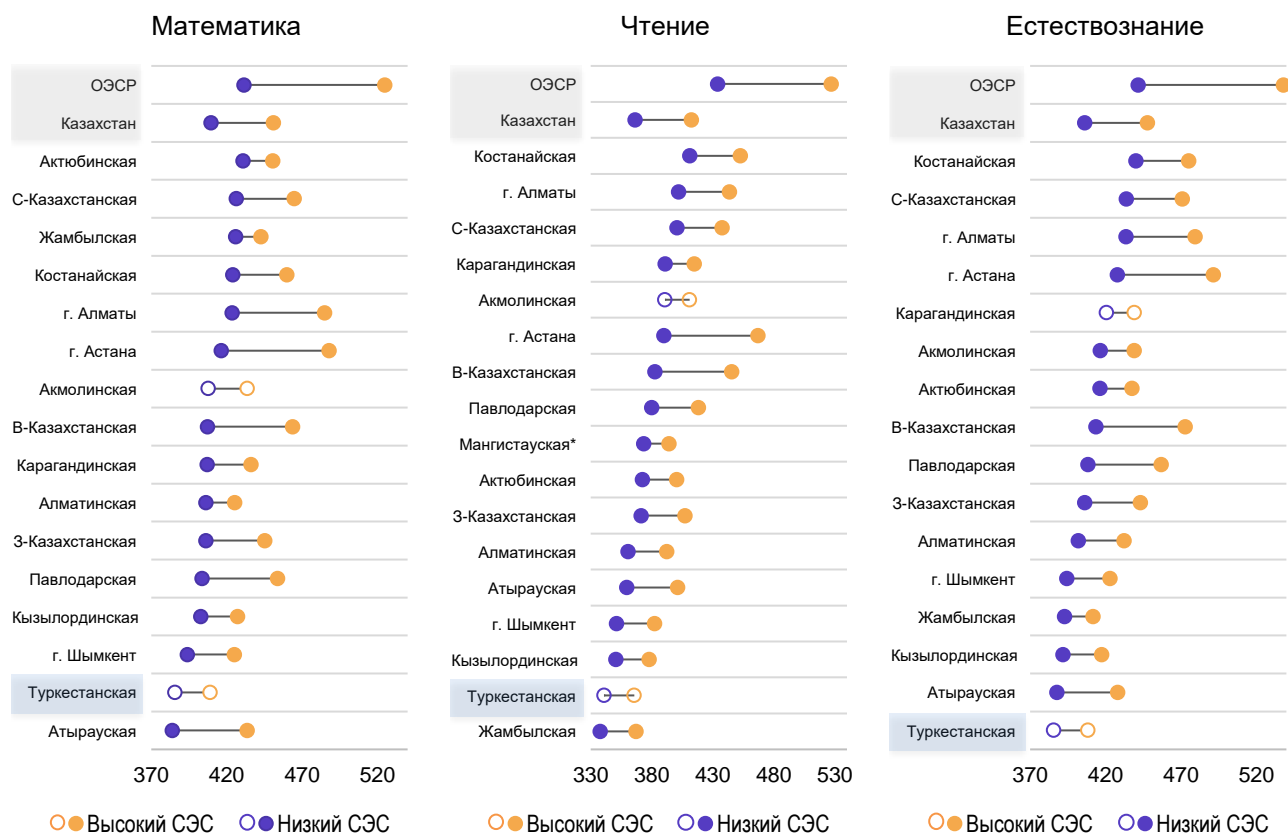 Математика
ОЭСР
Казахстан
Актюбинская
С-Казахстанская
Жамбылская
Костанайская
г. Алматы
г. Астана
Акмолинская
В-Казахстанская
Карагандинская
Алматинская
З-Казахстанская
Павлодарская
Кызылординская
г. Шымкент
Туркестанская
Атырауская
370 420 470 520
Высокий СЭС Низкий СЭС
Чтение
ОЭСР
Казахстан
Костанайская
г. Алматы
С-Казахстанская
Карагандинская
Акмолинская
г. Астана
В-Казахстанская
Павлодарская
Мангистауская*
Актюбинская
З-Казахстанская
Алматинская
Атырауская
г. Шымкент
Кызылординская
Туркестанская
Жамбылская
330 380 430 480 530
Высокий СЭС Низкий СЭС
Естествознание
ОЭСР
Казахстан
Костанайская
С-Казахстанская
г. Алматы
г. Астана
Карагандинская
Акмолинская
Актюбинская
В-Казахстанская
Павлодарская
З-Казахстанская
Алматинская
г. Шымкент
Жамбылская
Кызылординская
Атырауская
Туркестанская
370 420 470 520
Высокий СЭС Низкий СЭС